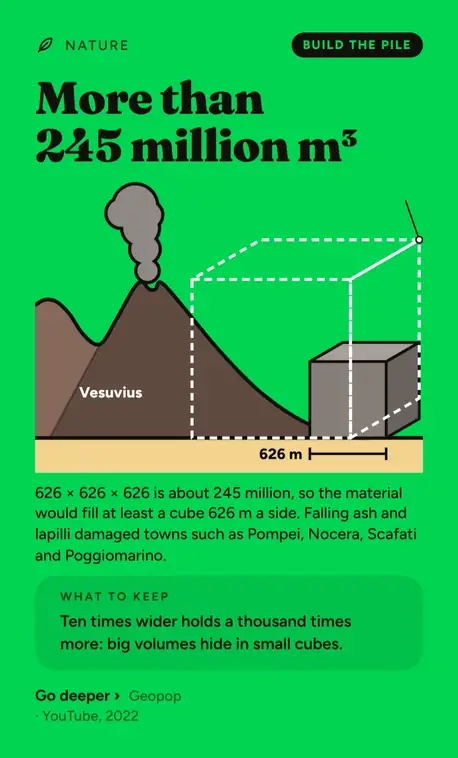 NATURE
BUILD THE PILE
More than
245 million m³
Vesuvius
626 m
626 × 626 × 626 is about 245 million, so the material
would fill at least a cube 626 m a side. Falling ash and
lapilli damaged towns such as Pompei, Nocera, Scafati
and Poggiomarino.
WHAT TO KEEP
Ten times wider holds a thousand times
more: big volumes hide in small cubes.
Go deeper › Geopop
· YouTube, 2022